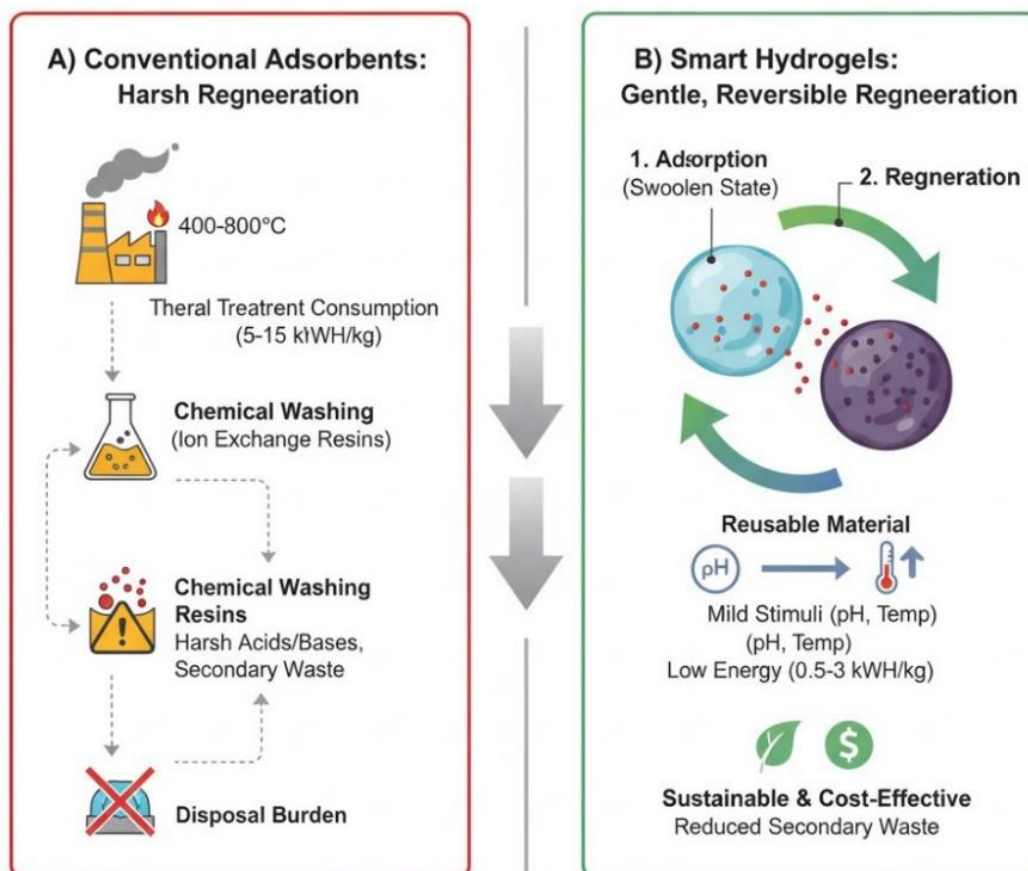 A) Conventional Adsorbents:
Harsh Regneeration
400-800°C
Theral Treatrent Consumption
(5-15 kWH/kg)
Chemical Washing
(Ion Exchange Resins)
Chemical Washing
Resins
Harsh Acids/Bases,
Secondary Waste
Disposal Burden
B) Smart Hydrogels:
Gentle, Reversible Regneeration
1. Adsorption
(Swoolen State)
2. Regneration
Reusable Material
pH
Mild Stimuli (pH, Temp)
(pH, Temp)
Low Energy (0.5-3 kWH/kg)
$
Sustainable & Cost-Effective
Reduced Secondary Waste